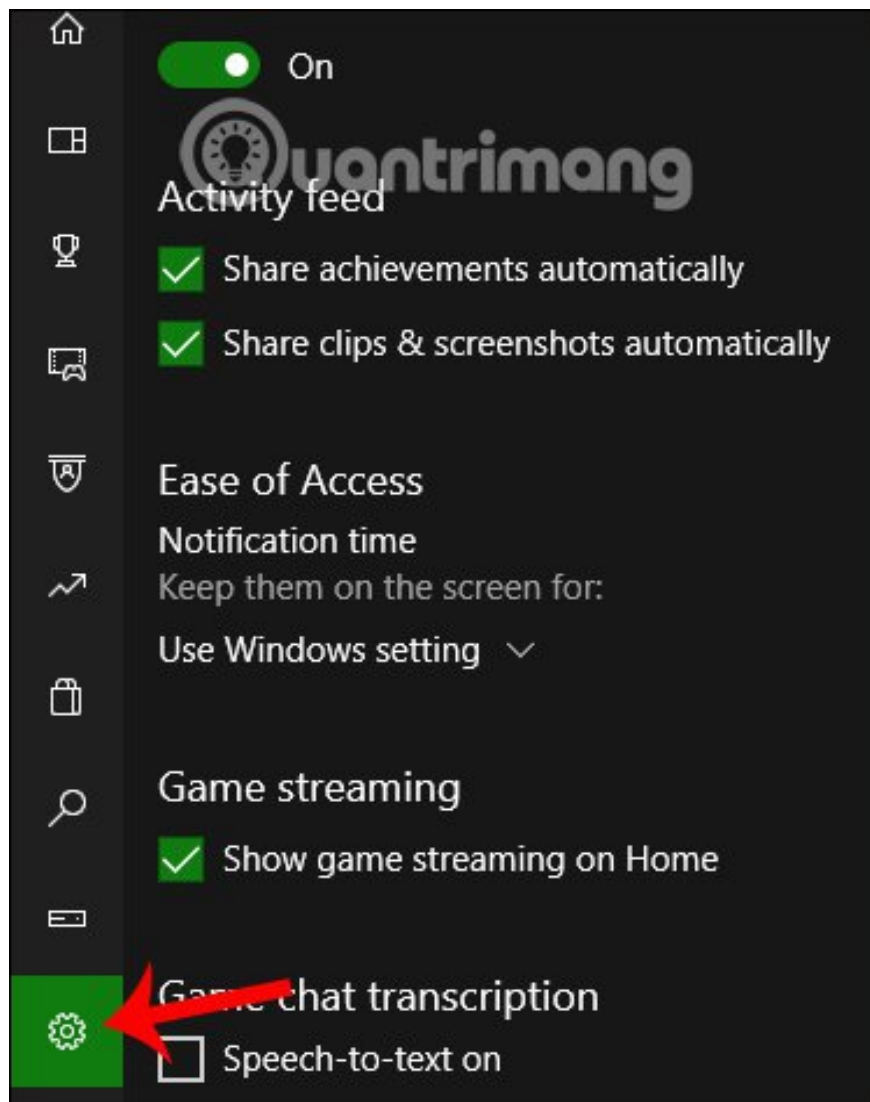 On
Quantrimang
Activity feed
Share achievements automatically
Share clips & screenshots automatically
Ease of Access
Notification time
Keep them on the screen for:
Use Windows setting
Game streaming
Show game streaming on Home
Game chat transcription
Speech-to-text on